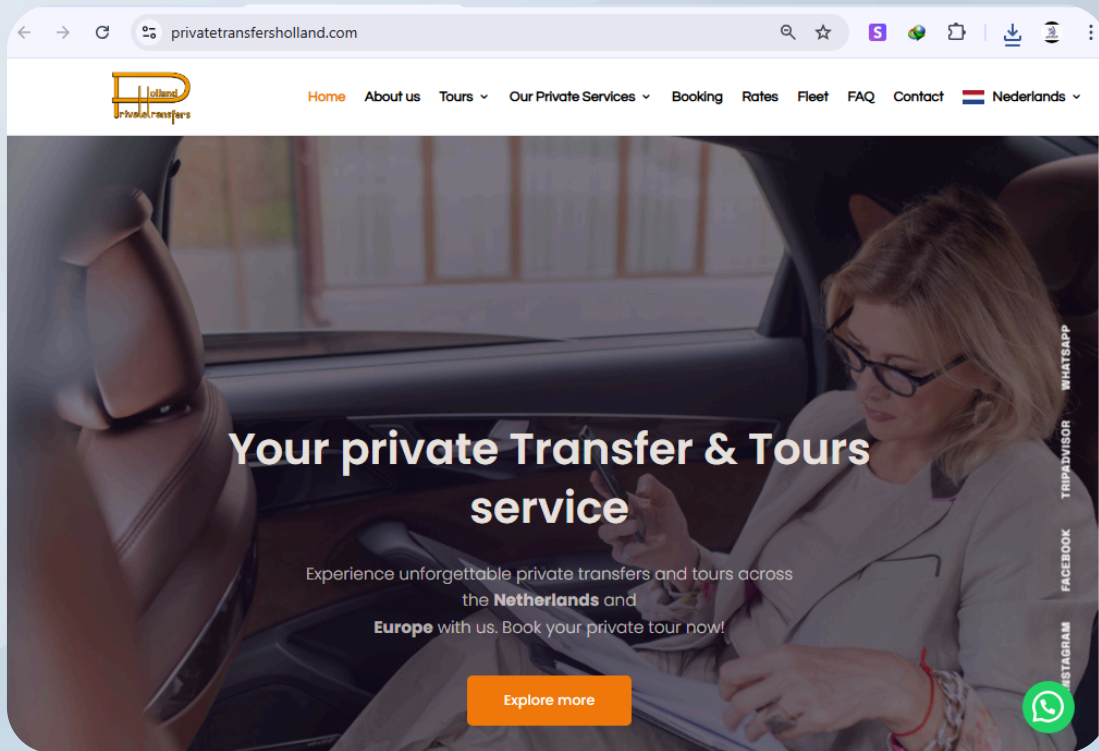 privatetransfersholland.com
Holland
Privatetransfers
Home About us Tours Our Private Services Booking Rates Fleet FAQ Contact Nederlands
WHATSAPP
TRIPADVISOR
FACEBOOK
INSTAGRAM
Your private Transfer & Tours
service
Experience unforgettable private transfers and tours across
the Netherlands and
Europe with us. Book your private tour now!
Explore more